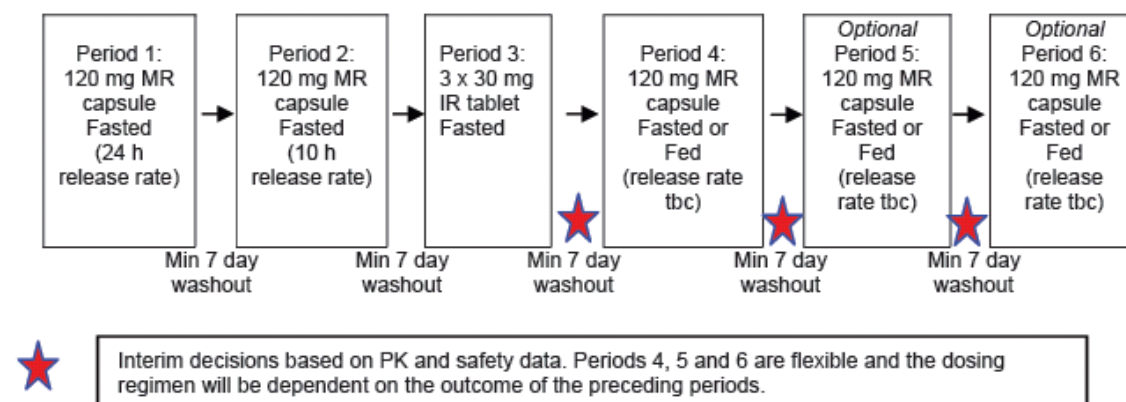 Period 1:
120 mg MR
capsule
Fasted
(24 h
release rate)
Period 2:
120 mg MR
capsule
Fasted
(10 h
release rate)
Period 3:
3 x 30 mg
IR tablet
Fasted
Period 4:
120 mg MR
capsule
Fasted or
Fed
(release rate
tbc)
Optional
Period 5:
120 mg MR
capsule
Fasted or
Fed
(release
rate tbc)
Optional
Period 6:
120 mg MR
capsule
Fasted or
Fed
(release
rate tbc)
Min 7 day
washout
Min 7 day
washout
Min 7 day
washout
Min 7 day
washout
Min 7 day
washout
Interim decisions based on PK and safety data. Periods 4, 5 and 6 are flexible and the dosing
regimen will be dependent on the outcome of the preceding periods.